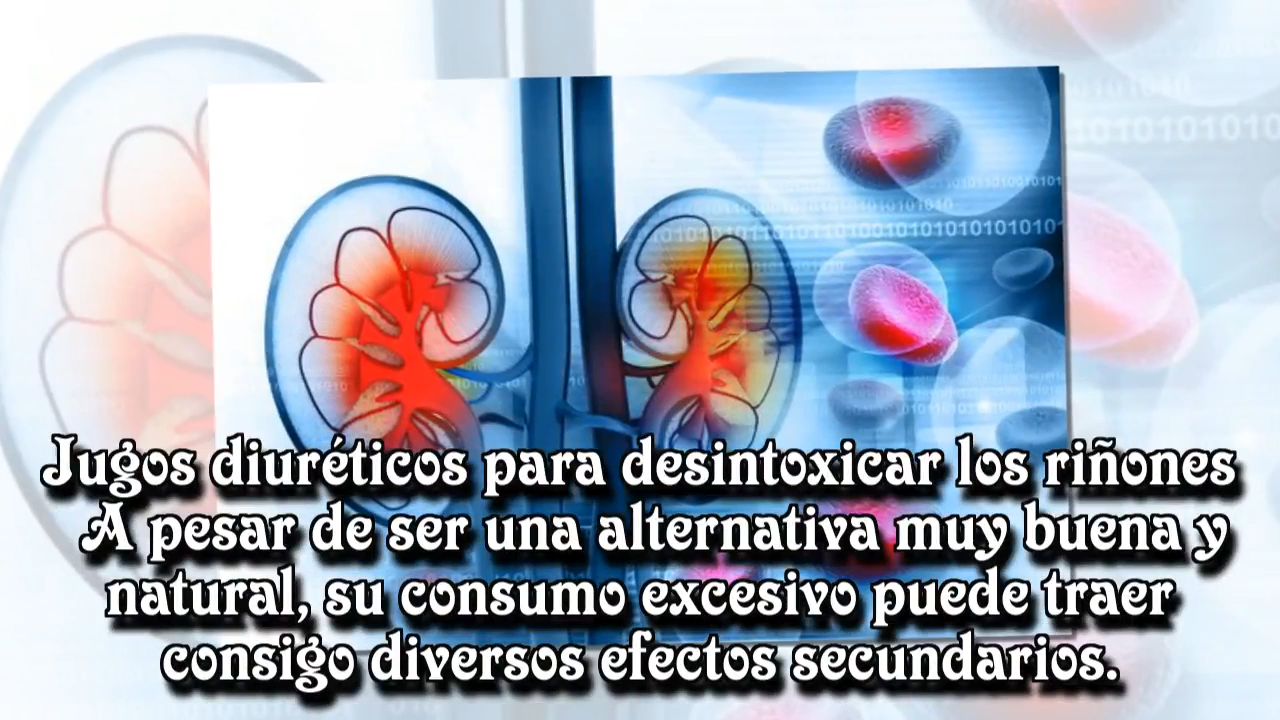 Jugos diuréticos para desintoxicar los riñones
A pesar de ser una alternativa muy buena y
natural, su consumo excesivo puede traer
consigo diversos efectos secundarios.